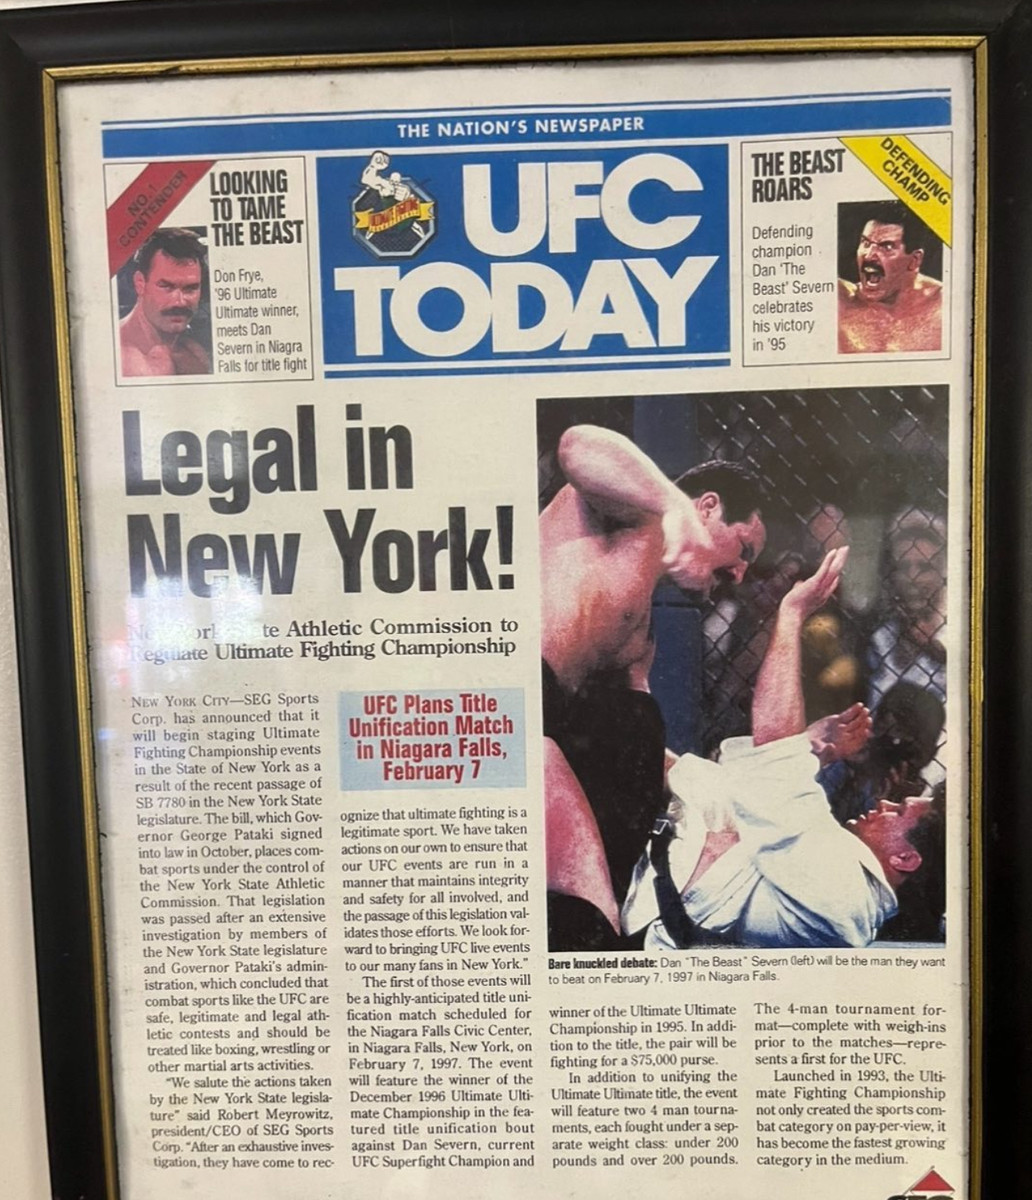 THE NATION'S NEWSPAPER
NO. 1
CONTENDER
LOOKING
TO TAME
THE BEAST
Don Frye,
'96 Ultimate
Ultimate winner,
meets Dan
Severn in Niagra
Falls for title fight
UFC
TODAY
THE BEAST
ROARS
DEFENDING
CHAMP
Defending
champion
Dan 'The
Beast' Severn
celebrates
his victory
in '95
Legal in
New York!
New York State Athletic Commission to
Regulate Ultimate Fighting Championship
NEW YORK CITY—SEG Sports
Corp. has announced that it
will begin staging Ultimate
Fighting Championship events
in the State of New York as a
result of the recent passage of
SB 7780 in the New York State
legislature. The bill, which Gov-
ernor George Pataki signed
into law in October, places com-
bat sports under the control of
the New York State Athletic
Commission. That legislation
was passed after an extensive
investigation by members of
the New York State legislature
and Governor Pataki's admin-
istration, which concluded that
combat sports like the UFC are
safe, legitimate and legal ath-
letic contests and should be
treated like boxing, wrestling or
other martial arts activities.
"We salute the actions taken
by the New York State legisla-
ture" said Robert Meyrowitz,
president/CEO of SEG Sports
Corp. "After an exhaustive inves-
tigation, they have come to rec-
UFC Plans Title
Unification Match
in Niagara Falls,
February 7
ognize that ultimate fighting is a
legitimate sport. We have taken
actions on our own to ensure that
our UFC events are run in a
manner that maintains integrity
and safety for all involved, and
the passage of this legislation val-
idates those efforts. We look for-
ward to bringing UFC live events
to our many fans in New York."
The first of those events will
be a highly-anticipated title uni-
fication match scheduled for
the Niagara Falls Civic Center,
in Niagara Falls, New York, on
February 7, 1997. The event
will feature the winner of the
December 1996 Ultimate Ulti-
mate Championship in the fea-
tured title unification bout
against Dan Severn, current
UFC Superfight Champion and
Bare knuckled debate: Dan "The Beast" Severn (left) will be the man they want
to beat on February 7, 1997 in Niagara Falls.
winner of the Ultimate Ultimate
Championship in 1995. In addi-
tion to the title, the pair will be
fighting for a $75,000 purse.
In addition to unifying the
Ultimate Ultimate title, the event
will feature two 4 man tourna-
ments, each fought under a sep-
arate weight class: under 200
pounds and over 200 pounds.
The 4-man tournament for-
mat—complete with weigh-ins
prior to the matches—repre-
sents a first for the UFC.
Launched in 1993, the Ulti-
mate Fighting Championship
not only created the sports com-
bat category on pay-per-view, it
has become the fastest growing
category in the medium.